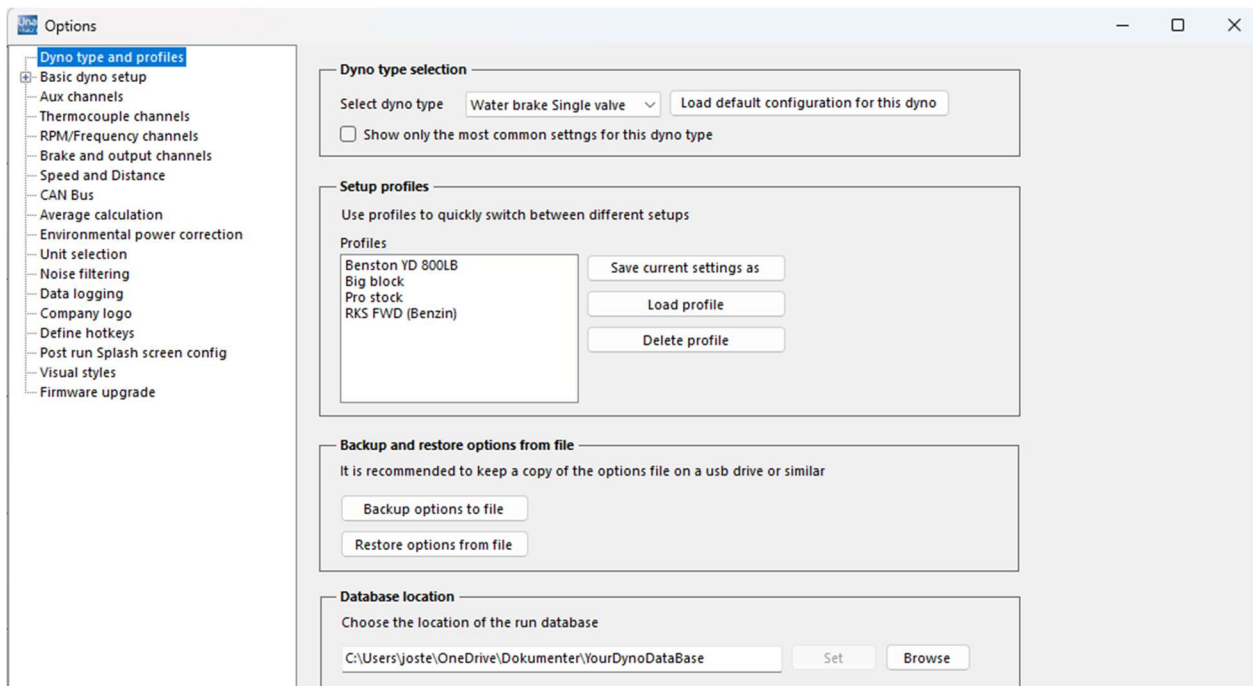 Options
Dyno type and profiles
Basic dyno setup
Aux channels
Thermocouple channels
RPM/Frequency channels
Brake and output channels
Speed and Distance
CAN Bus
Average calculation
Environmental power correction
Unit selection
Noise filtering
Data logging
Company logo
Define hotkeys
Post run Splash screen config
Visual styles
Firmware upgrade
Dyno type selection
Select dyno type Water brake Single valve Load default configuration for this dyno
Show only the most common settngs for this dyno type
Setup profiles
Use profiles to quickly switch between different setups
Profiles
Benston YD 800LB
Big block
Pro stock
RKS FWD (Benzin)
Save current settings as
Load profile
Delete profile
Backup and restore options from file
It is recommended to keep a copy of the options file on a usb drive or similar
Backup options to file
Restore options from file
Database location
Choose the location of the run database
C:\Users\joste\OneDrive\Dokumenter\YourDynoDataBase Set Browse